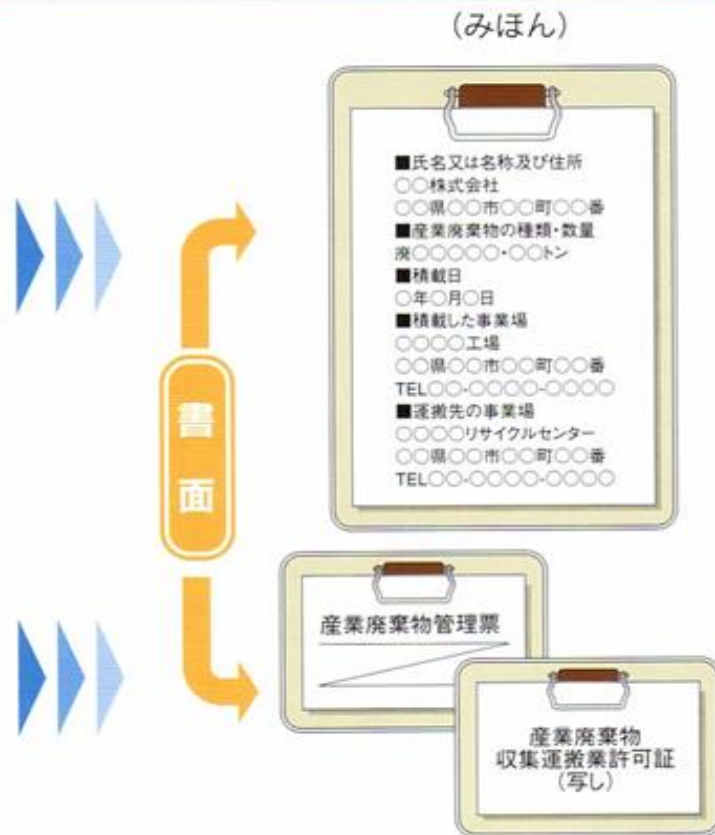 (みほん)
■氏名又は名称及び住所
○○株式会社
○○県○○市○○町○○番
■産業廃棄物の種類・数量
廃○○○○○・○○トン
■積載日
○年○月○日
■積載した事業場
○○○○工場
○○県○○市○○町○○番
TEL○○-○○○○-○○○○
■運搬先の事業場
○○○○リサイクルセンター
○○県○○市○○町○○番
TEL○○-○○○○-○○○○
書面
産業廃棄物管理票
産業廃棄物
収集運搬業許可証
(写し)